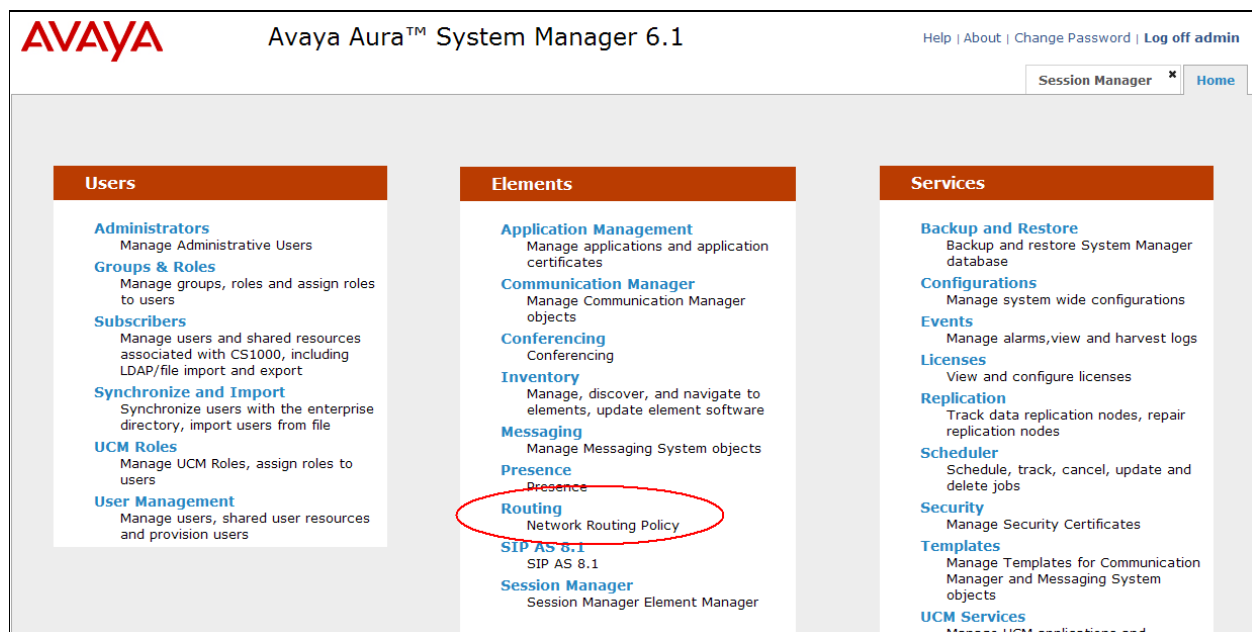 AVAYA
Avaya Aura™ System Manager 6.1
Help | About | Change Password | Log off admin
Session Manager ×
Home
Users
Administrators
Manage Administrative Users
Groups & Roles
Manage groups, roles and assign roles
to users
Subscribers
Manage users and shared resources
associated with CS1000, including
LDAP/file import and export
Synchronize and Import
Synchronize users with the enterprise
directory, import users from file
UCM Roles
Manage UCM Roles, assign roles to
users
User Management
Manage users, shared user resources
and provision users
Elements
Application Management
Manage applications and application
certificates
Communication Manager
Manage Communication Manager
objects
Conferencing
Conferencing
Inventory
Manage, discover, and navigate to
elements, update element software
Messaging
Manage Messaging System objects
Presence
Presence
Routing
Network Routing Policy
SIP AS 8.1
SIP AS 8.1
Session Manager
Session Manager Element Manager
Services
Backup and Restore
Backup and restore System Manager
database
Configurations
Manage system wide configurations
Events
Manage alarms,view and harvest logs
Licenses
View and configure licenses
Replication
Track data replication nodes, repair
replication nodes
Scheduler
Schedule, track, cancel, update and
delete jobs
Security
Manage Security Certificates
Templates
Manage Templates for Communication
Manager and Messaging System
objects
UCM Services
Manage UCM applications and